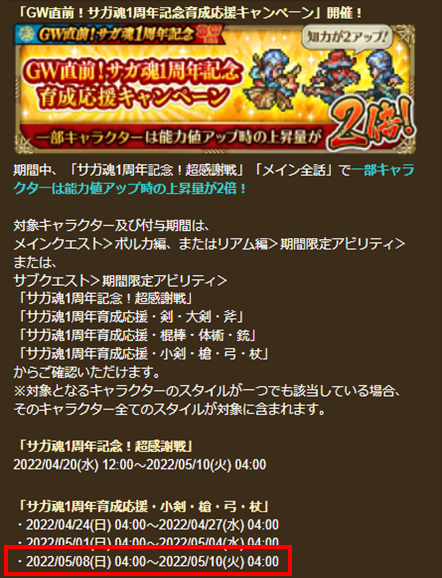 「GW直前！サガ魂1周年記念育成応援キャンペーン」開催！
GW直前！サガ魂1周年記念
知力が2アップ！
GW直前！サガ魂1周年記念
育成応援キャンペーン
一部キャラクターは能力値アップ時の上昇量が
2倍!
期間中、「サガ魂1周年記念！超感謝戦」「メイン全話」で一部キャラ
クターは能力値アップ時の上昇量が2倍！
対象キャラクター及び付与期間は、
メインクエスト＞ポルカ編、またはリアム編＞期間限定アビリティ＞
または、
サブクエスト＞期間限定アビリティ＞
「サガ魂1周年記念！超感謝戦」
「サガ魂1周年育成応援・剣・大剣・斧」
「サガ魂1周年育成応援・棍棒・体術・銃」
「サガ魂1周年育成応援・小剣・槍・弓・杖」
からご確認いただけます。
※対象となるキャラクターのスタイルが一つでも該当している場合、
そのキャラクター全てのスタイルが対象に含まれます。
「サガ魂1周年記念！超感謝戦」
2022/04/20(水) 12:00～2022/05/10(火) 04:00
「サガ魂1周年育成応援・小剣・槍・弓・杖」
・2022/04/24(日) 04:00～2022/04/27(水) 04:00
・2022/05/01(日) 04:00～2022/05/04(水) 04:00
・2022/05/08(日) 04:00～2022/05/10(火) 04:00